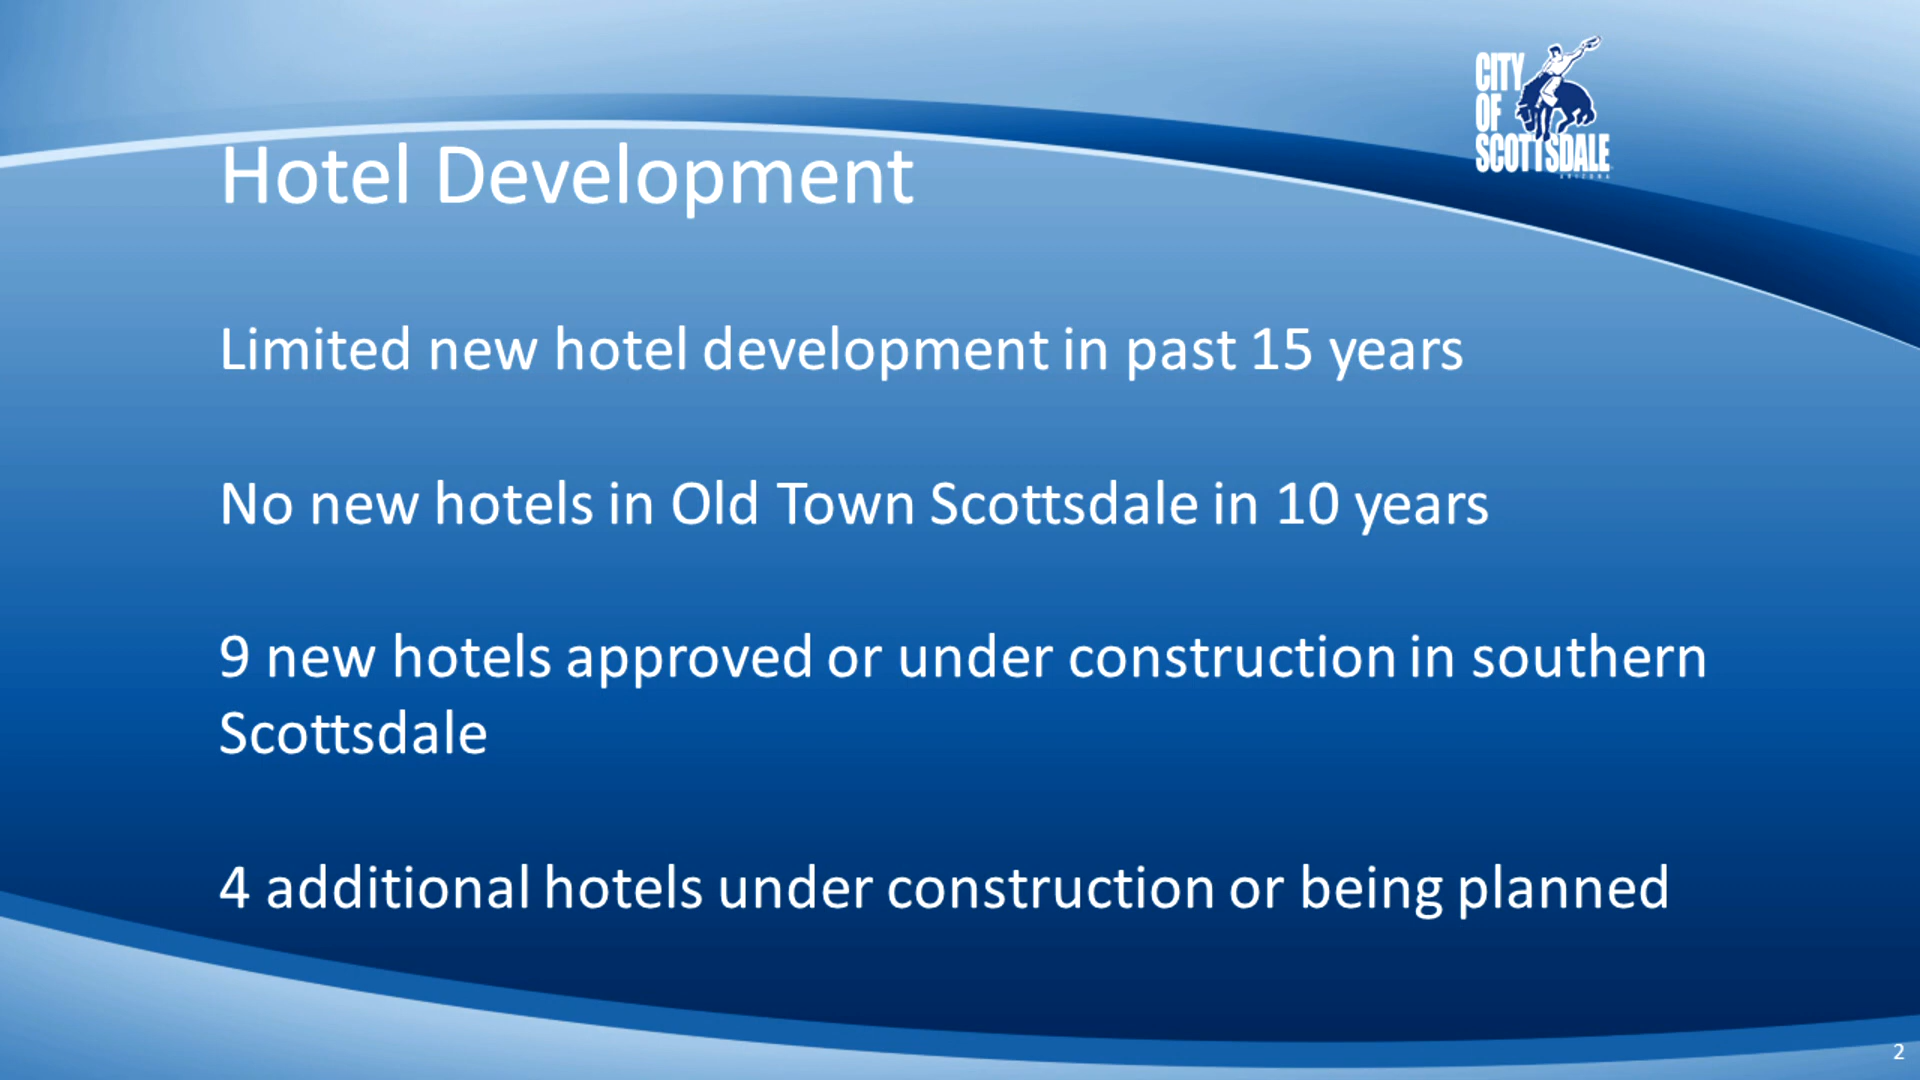 CITY
OF
SCOTTSDALE
ARIZONA
Hotel Development
Limited new hotel development in past 15 years
No new hotels in Old Town Scottsdale in 10 years
9 new hotels approved or under construction in southern
Scottsdale
4 additional hotels under construction or being planned
2